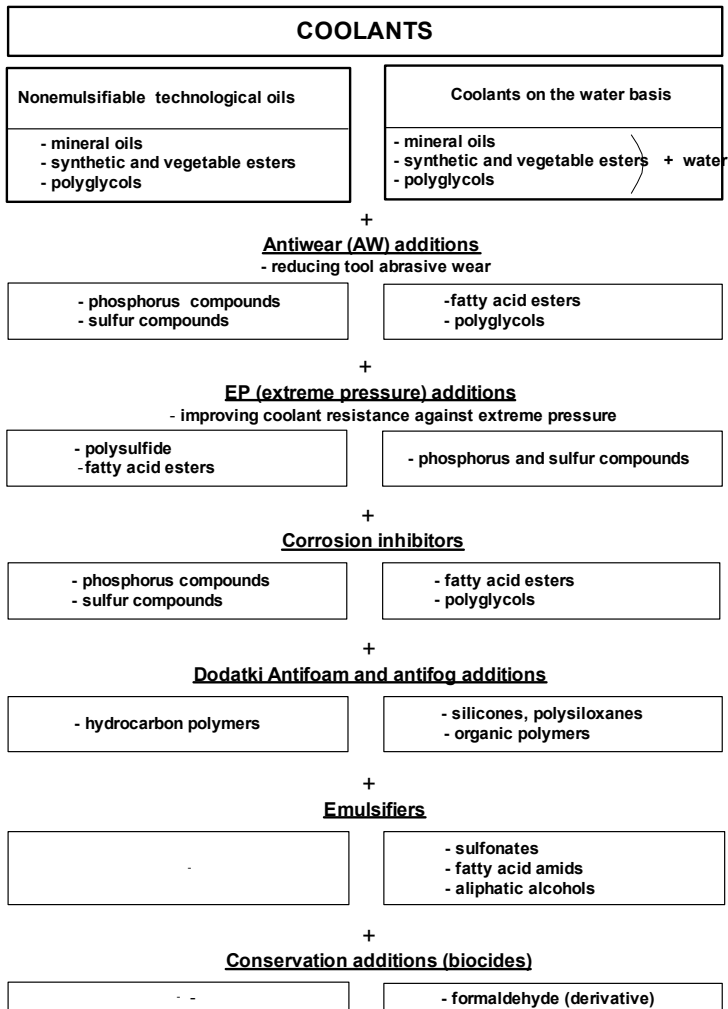 COOLANTS
Nonemulsifiable technological oils
- mineral oils
- synthetic and vegetable esters
- polyglycols
Coolants on the water basis
- mineral oils
- synthetic and vegetable esters + water
- polyglycols
+
Antiwear (AW) additions
- reducing tool abrasive wear
- phosphorus compounds
- sulfur compounds
-fatty acid esters
- polyglycols
+
EP (extreme pressure) additions
- improving coolant resistance against extreme pressure
- polysulfide
-fatty acid esters
- phosphorus and sulfur compounds
+
Corrosion inhibitors
- phosphorus compounds
- sulfur compounds
- fatty acid esters
- polyglycols
+
Dodatki Antifoam and antifog additions
- hydrocarbon polymers
- silicones, polysiloxanes
- organic polymers
+
Emulsifiers
-
- sulfonates
- fatty acid amids
- aliphatic alcohols
+
Conservation additions (biocides)
- -
- formaldehyde (derivative)